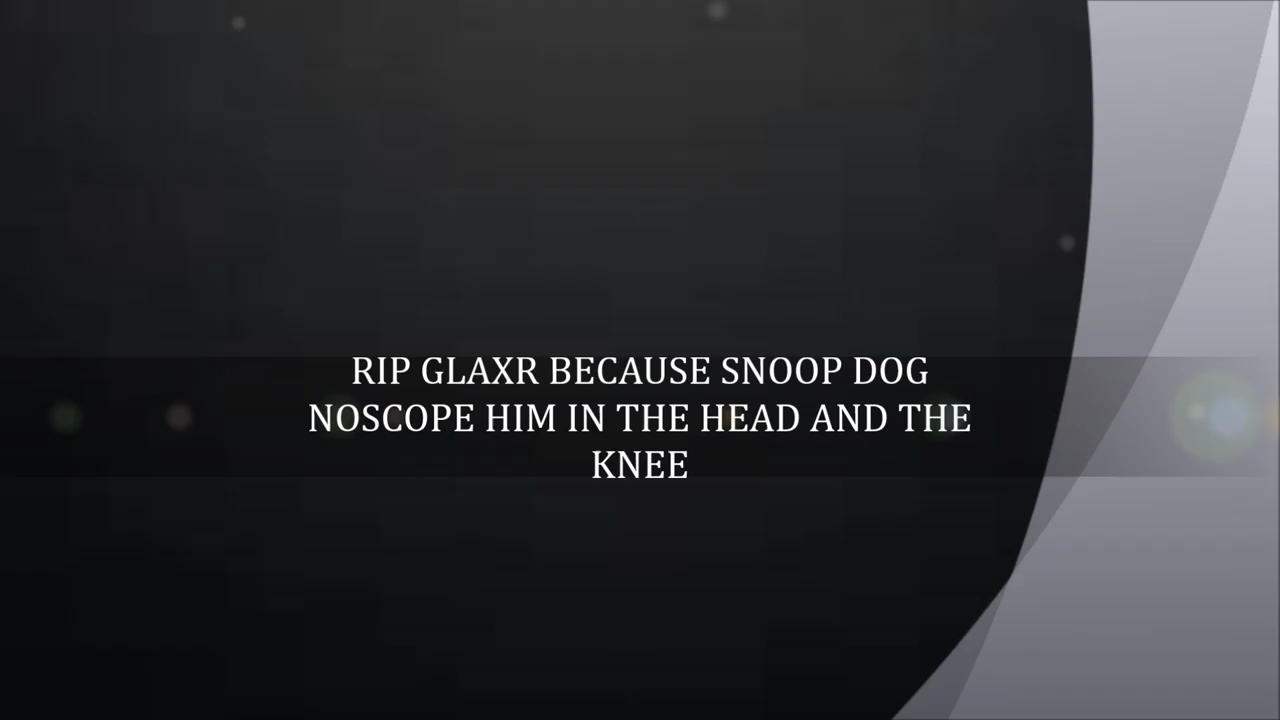 RIP GLAXR BECAUSE SNOOP DOG
NOSCOPE HIM IN THE HEAD AND THE
KNEE